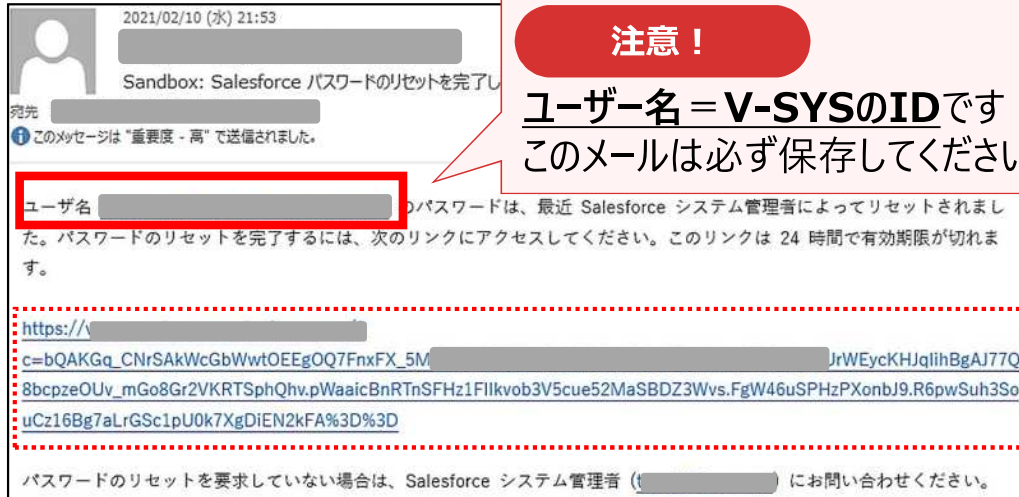 2021/02/10 (水) 21:53
Sandbox: Salesforce パスワードのリセットを完了し
宛先
このメッセージは "重要度 - 高" で送信されました。
注意！
ユーザー名＝V-SYSのIDです
このメールは必ず保存してくださ
ユーザ名 のパスワードは、最近 Salesforce システム管理者によってリセットされまし
た。パスワードのリセットを完了するには、次のリンクにアクセスしてください。このリンクは 24 時間で有効期限が切れま
す。
https://
c=bQAKGq_CNrSAkWcGbWwtOEEgOQ7FnxFX_5M JrWEycKHJqIihBgAJ77Q
8bcpzeOUv_mGo8Gr2VKRTSphQhv.pWaaicBnRTnSFHz1FIlkvob3V5cue52MaSBDZ3Wvs.FgW46uSPHzPXonbJ9.R6pwSuh3So
uCz16Bg7aLrGSc1pU0k7XgDiEN2kFA%3D%3D
パスワードのリセットを要求していない場合は、Salesforce システム管理者 ( ) にお問い合わせください。